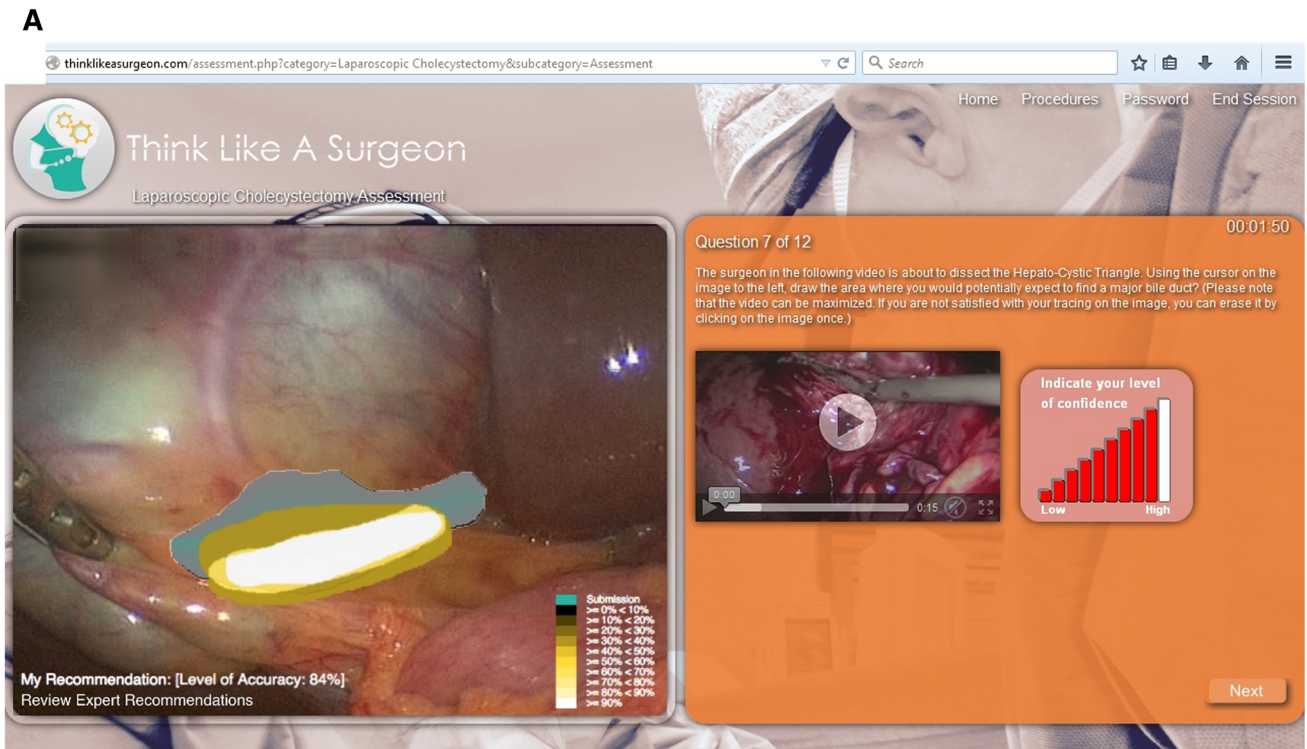 A
thinklikeasurgeon.com/assessment.php?category=Laparoscopic Cholecystectomy&subcategory=Assessment
Search
Home Procedures Password End Session
Think Like A Surgeon
Laparoscopic Cholecystectomy Assessment
00:01:50
Question 7 of 12
The surgeon in the following video is about to dissect the Hepato-Cystic Triangle. Using the cursor on the
image to the left, draw the area where you would potentially expect to find a major bile duct? (Please note
that the video can be maximized. If you are not satisfied with your tracing on the image, you can erase it by
clicking on the image once.)
Indicate your level
of confidence
Low High
0:00
0:15
Submission
>= 0% < 10%
>= 10% < 20%
>= 20% < 30%
>= 30% < 40%
>= 40% < 50%
>= 50% < 60%
>= 60% < 70%
>= 70% < 80%
>= 80% < 90%
>= 90%
My Recommendation: [Level of Accuracy: 84%]
Review Expert Recommendations
Next